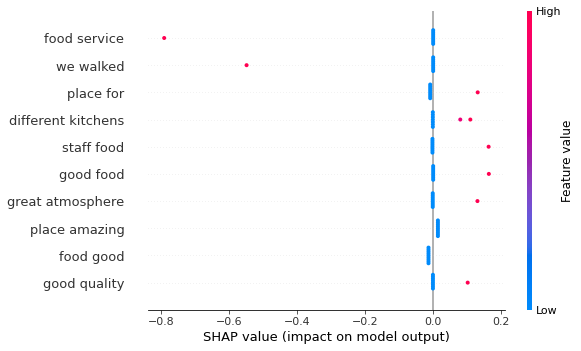 High
food service
we walked
place for
different kitchens
staff food
good food
great atmosphere
place amazing
food good
good quality
Feature value
Low
−0.8 −0.6 −0.4 −0.2 0.0 0.2
SHAP value (impact on model output)